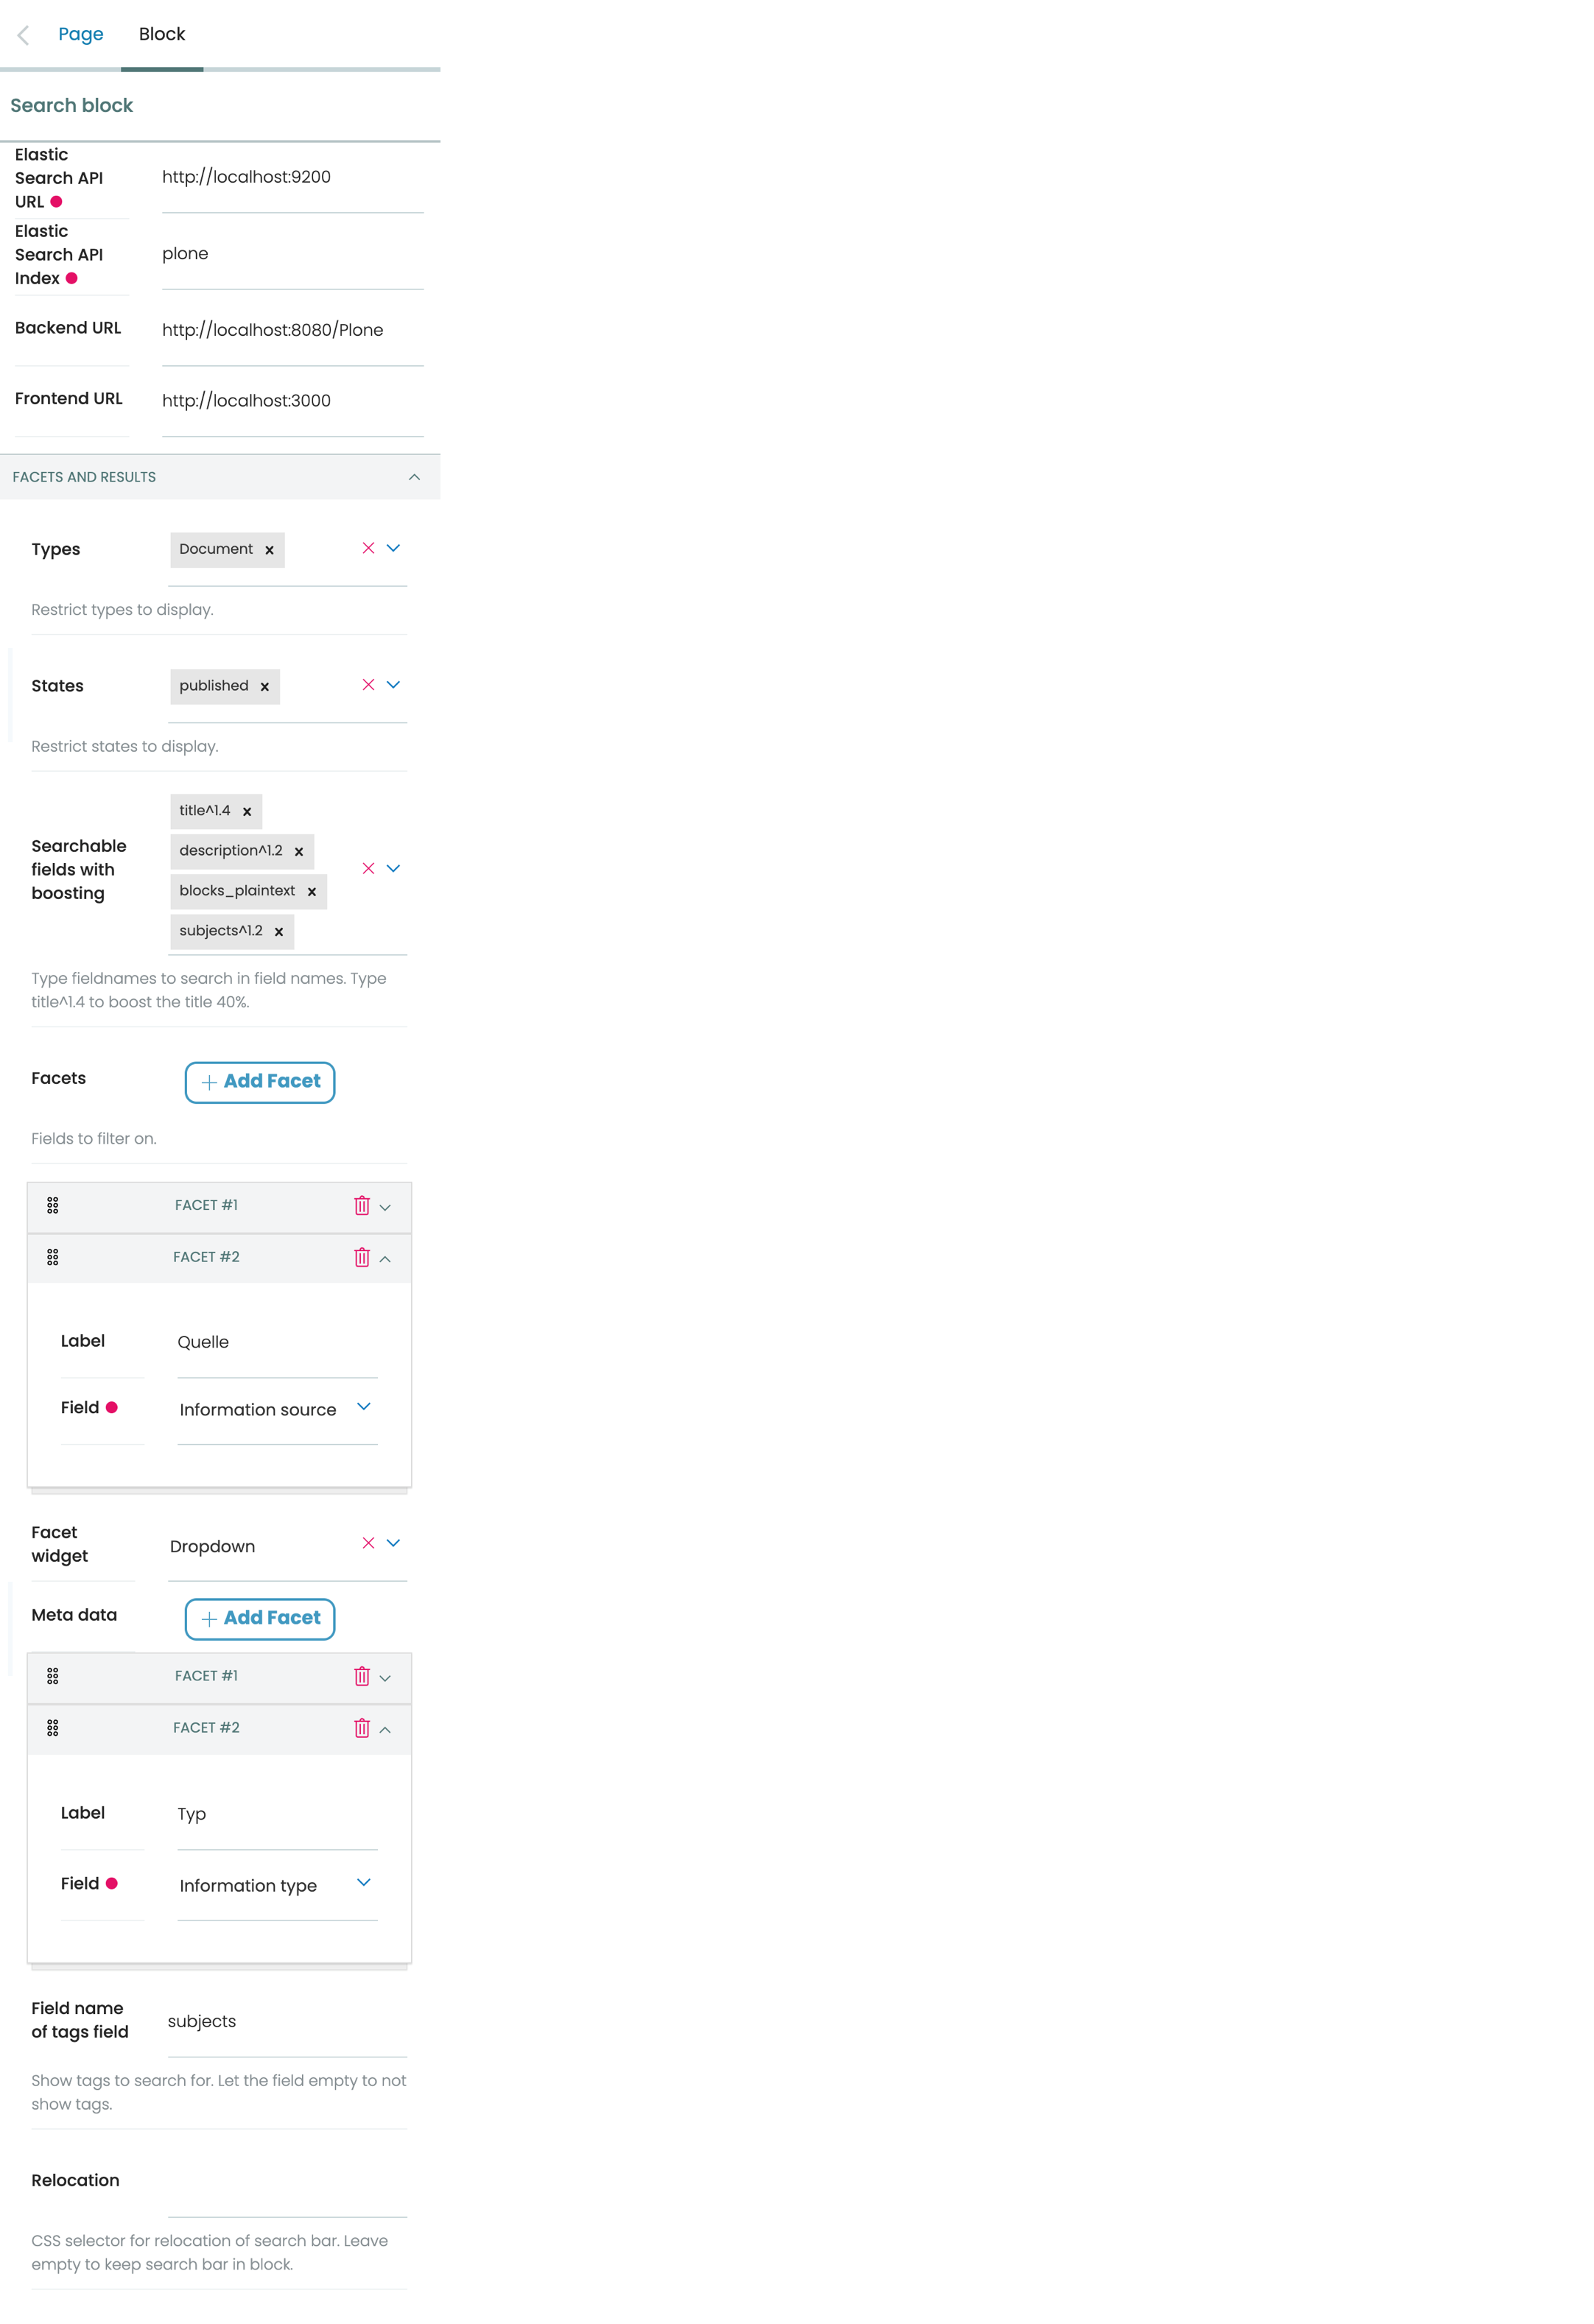 Page Block
Search block
Elastic
Search API
URL
http://localhost:9200
Elastic
Search API
Index
plone
Backend URL
http://localhost:8080/Plone
Frontend URL
http://localhost:3000
FACETS AND RESULTS
Types
Document x
Restrict types to display.
States
published x
Restrict states to display.
Searchable
fields with
boosting
title^1.4 x
description^1.2 x
blocks_plaintext x
subjects^1.2 x
Type fieldnames to search in field names. Type
title^1.4 to boost the title 40%.
Facets
+ Add Facet
Fields to filter on.
FACET #1
FACET #2
Label
Quelle
Field
Information source
Facet
widget
Dropdown
Meta data
+ Add Facet
FACET #1
FACET #2
Label
Typ
Field
Information type
Field name
of tags field
subjects
Show tags to search for. Let the field empty to not
show tags.
Relocation
CSS selector for relocation of search bar. Leave
empty to keep search bar in block.